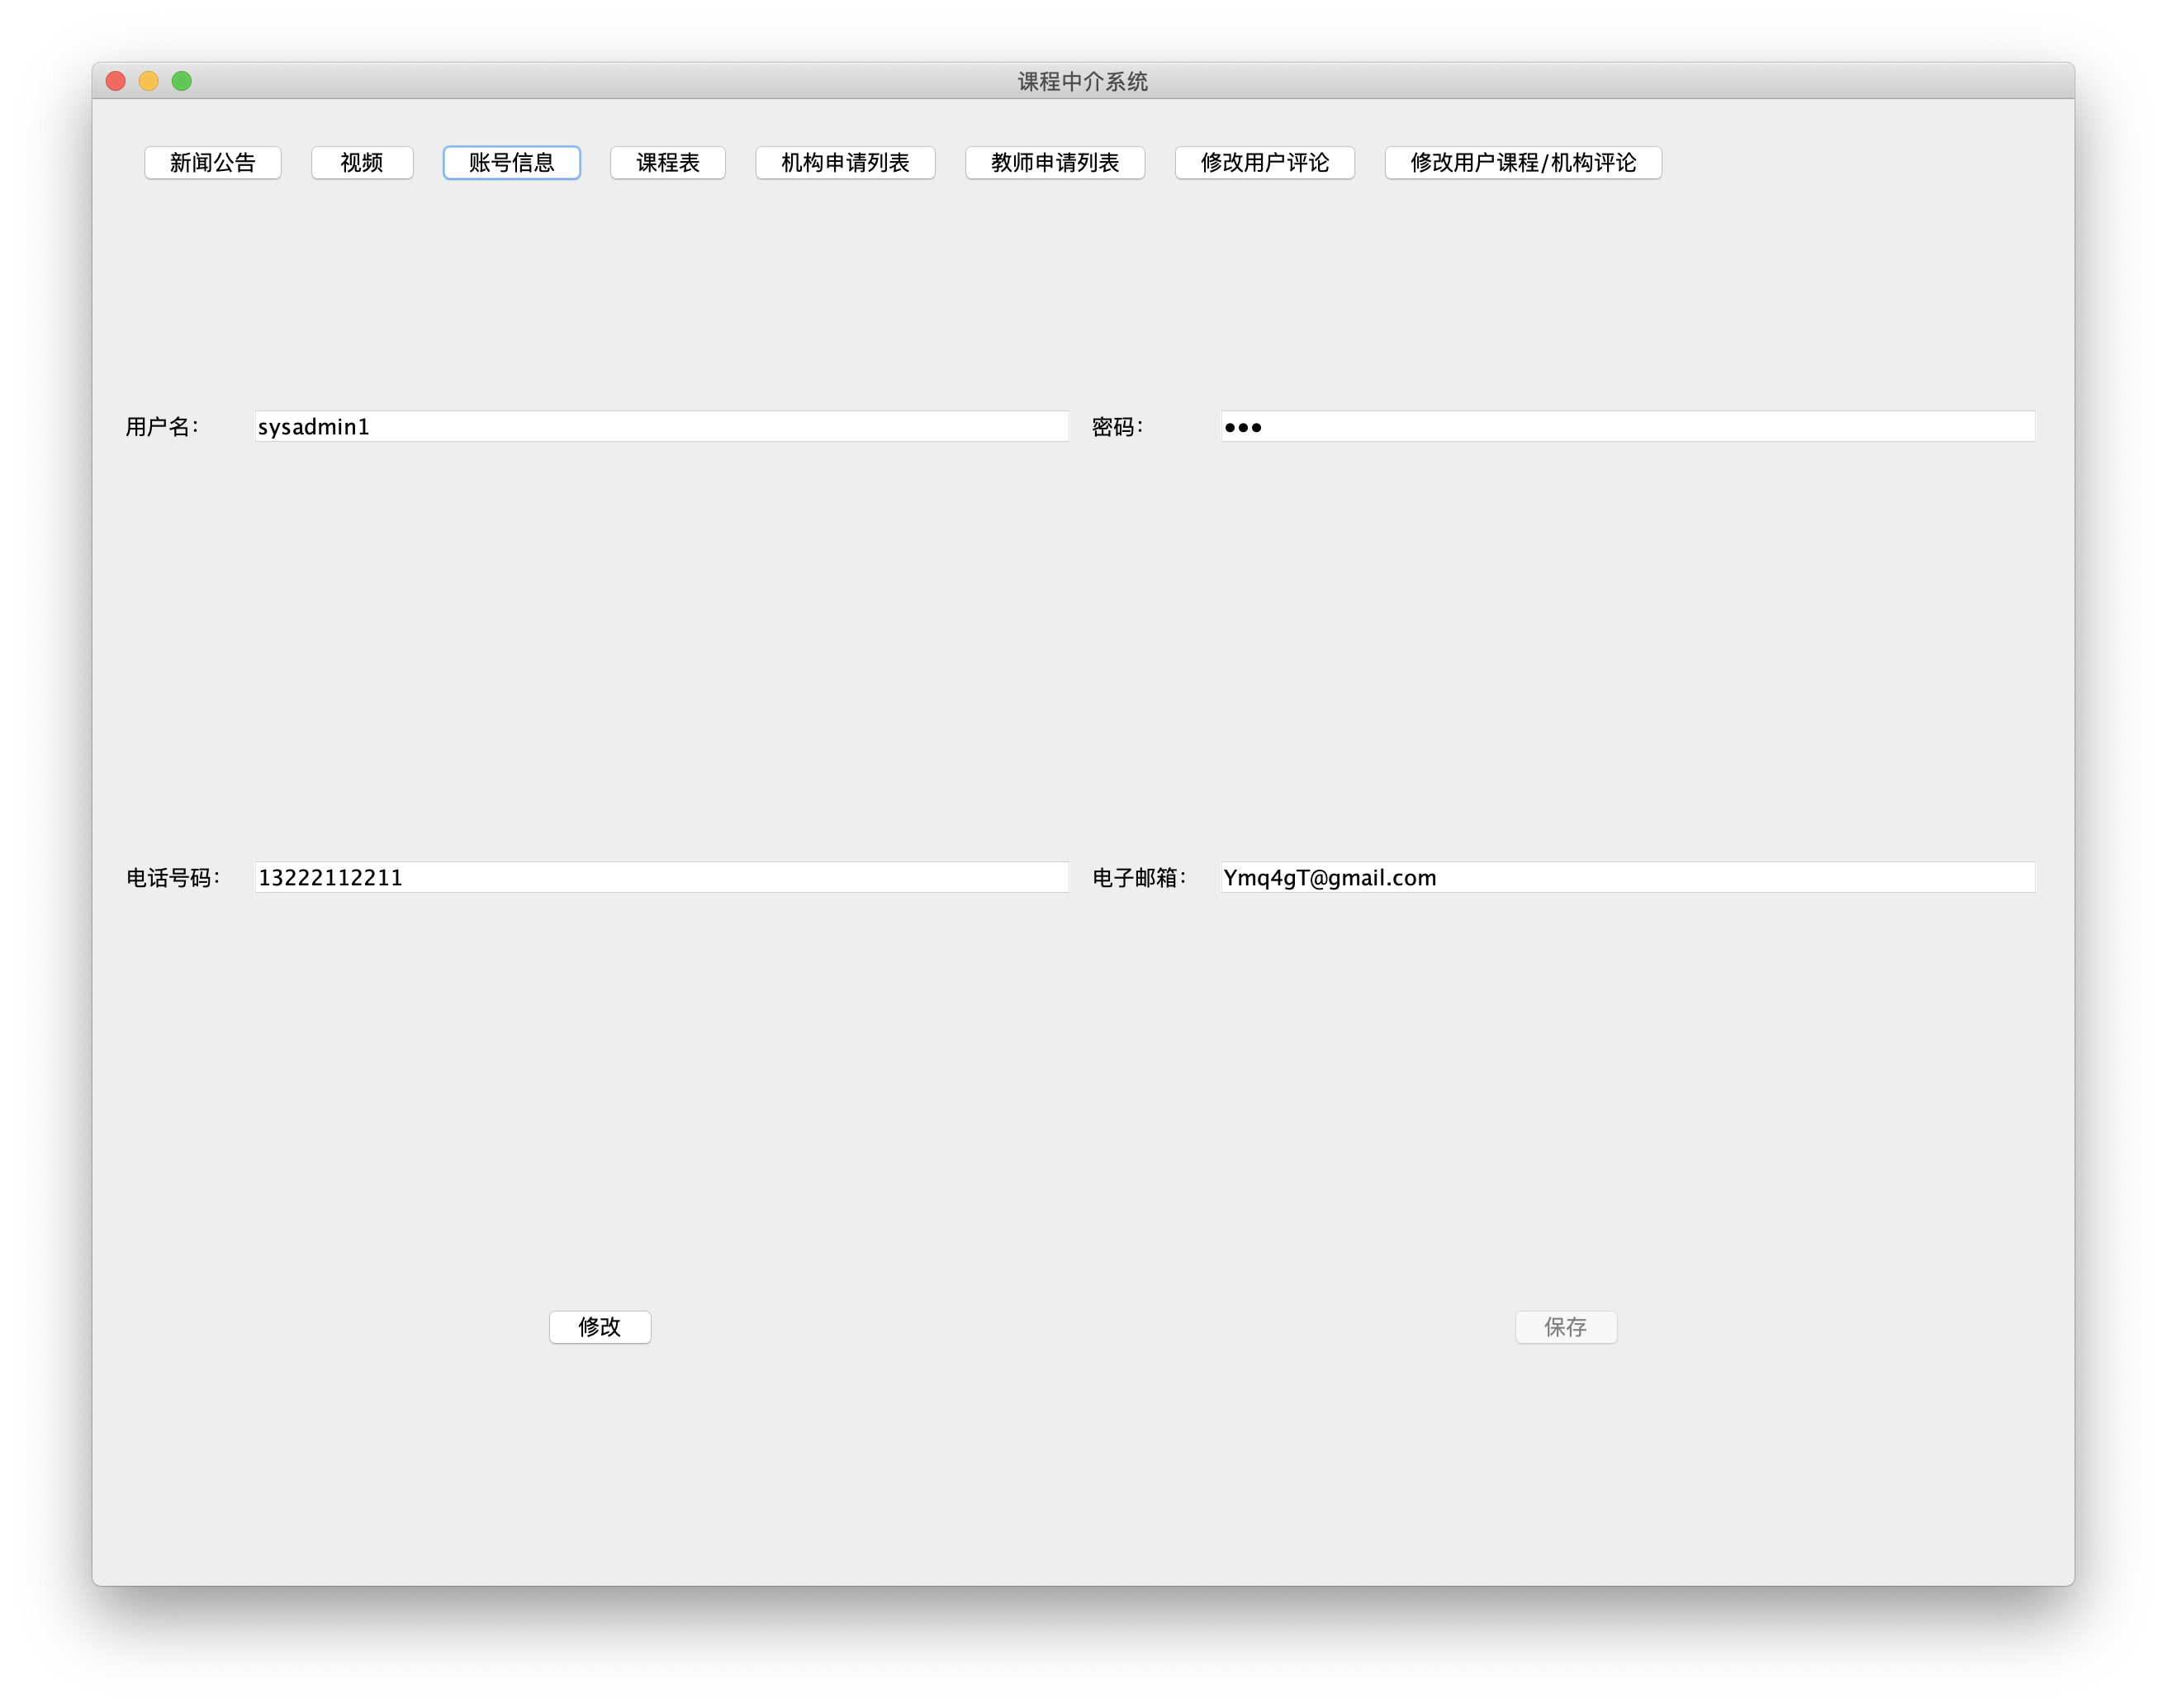 课程中介系统
新闻公告 视频 账号信息 课程表 机构申请列表 教师申请列表 修改用户评论 修改用户课程/机构评论
用户名: sysadmin1 密码: •••
电话号码: 13222112211 电子邮箱: Ymq4gT@gmail.com
修改 保存